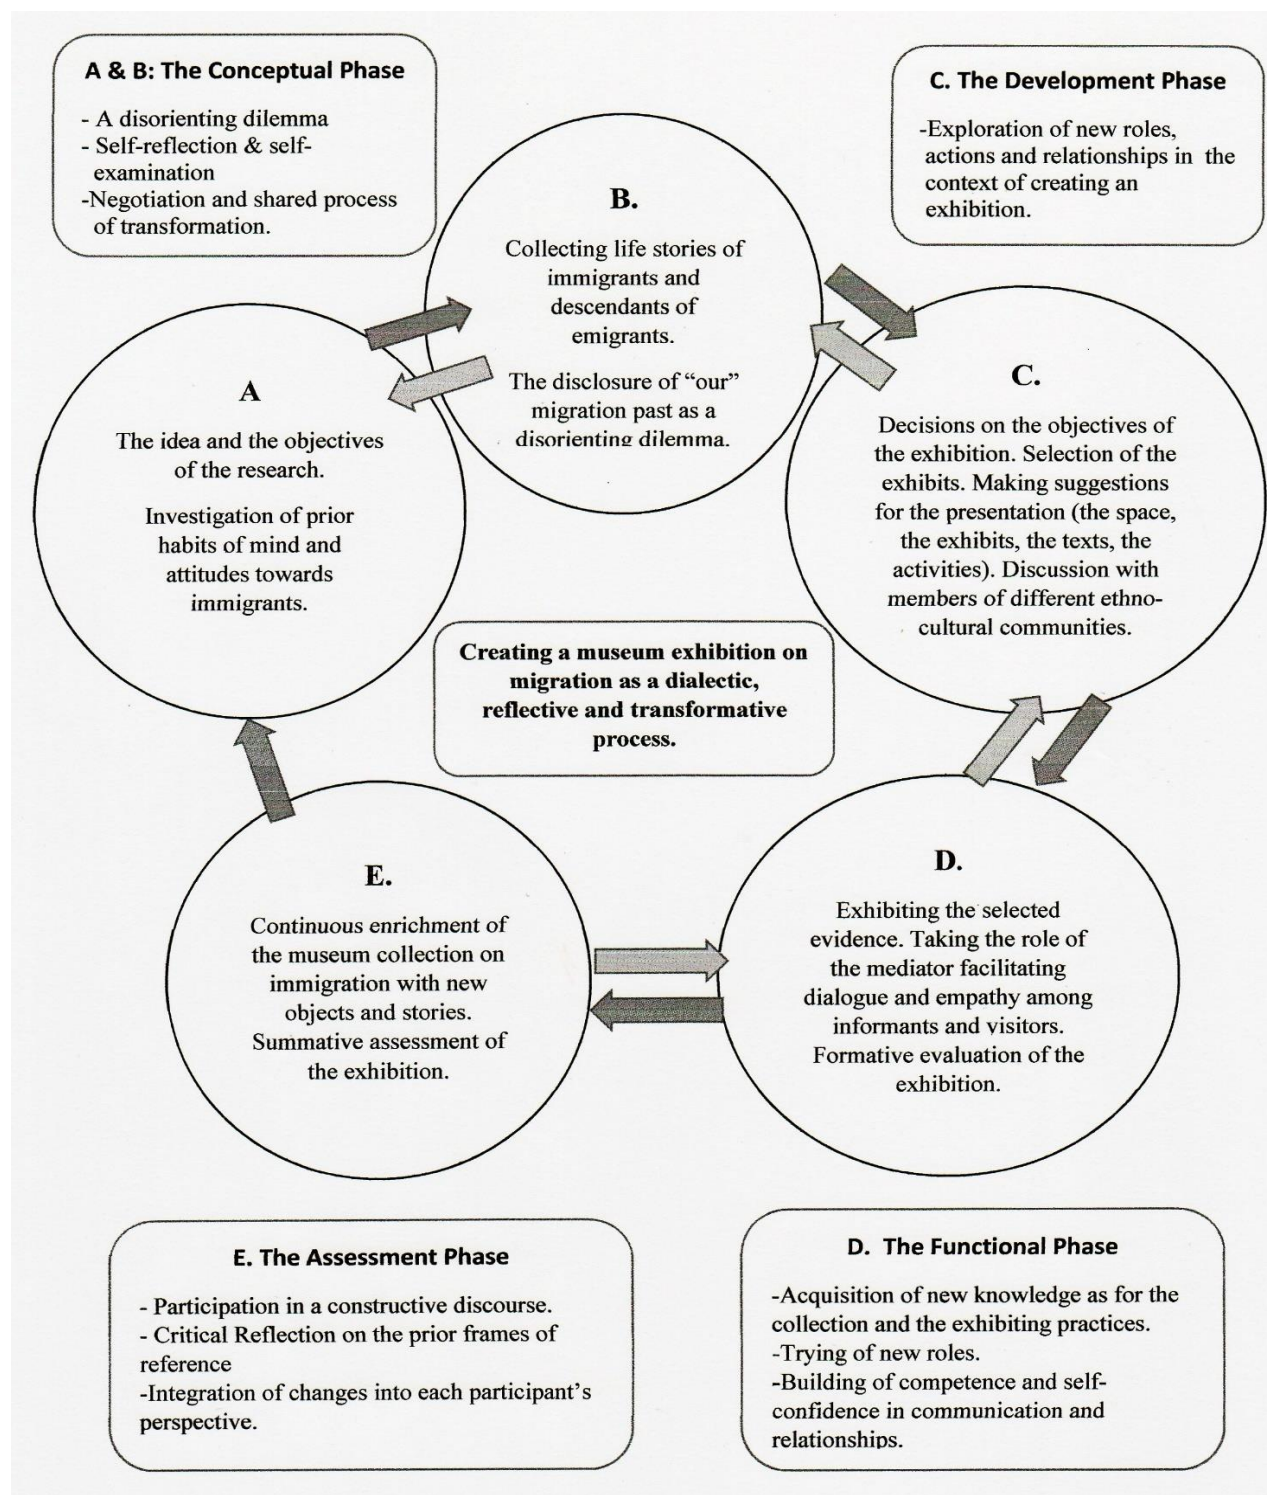 A & B: The Conceptual Phase
- A disorienting dilemma
- Self-reflection & self-
examination
-Negotiation and shared process
of transformation.
C. The Development Phase
-Exploration of new roles,
actions and relationships in the
context of creating an
exhibition.
B.
Collecting life stories of
immigrants and
descendants of
emigrants.
The disclosure of “our”
migration past as a
disorienting dilemma.
A
The idea and the objectives
of the research.
Investigation of prior
habits of mind and
attitudes towards
immigrants.
C.
Decisions on the objectives of
the exhibition. Selection of the
exhibits. Making suggestions
for the presentation (the space,
the exhibits, the texts, the
activities). Discussion with
members of different ethno-
cultural communities.
Creating a museum exhibition on
migration as a dialectic,
reflective and transformative
process.
E.
Continuous enrichment of
the museum collection on
immigration with new
objects and stories.
Summative assessment of
the exhibition.
D.
Exhibiting the selected
evidence. Taking the role of
the mediator facilitating
dialogue and empathy among
informants and visitors.
Formative evaluation of the
exhibition.
E. The Assessment Phase
- Participation in a constructive discourse.
- Critical Reflection on the prior frames of
reference
-Integration of changes into each participant’s
perspective.
D. The Functional Phase
-Acquisition of new knowledge as for the
collection and the exhibiting practices.
-Trying of new roles.
-Building of competence and self-
confidence in communication and
relationships.